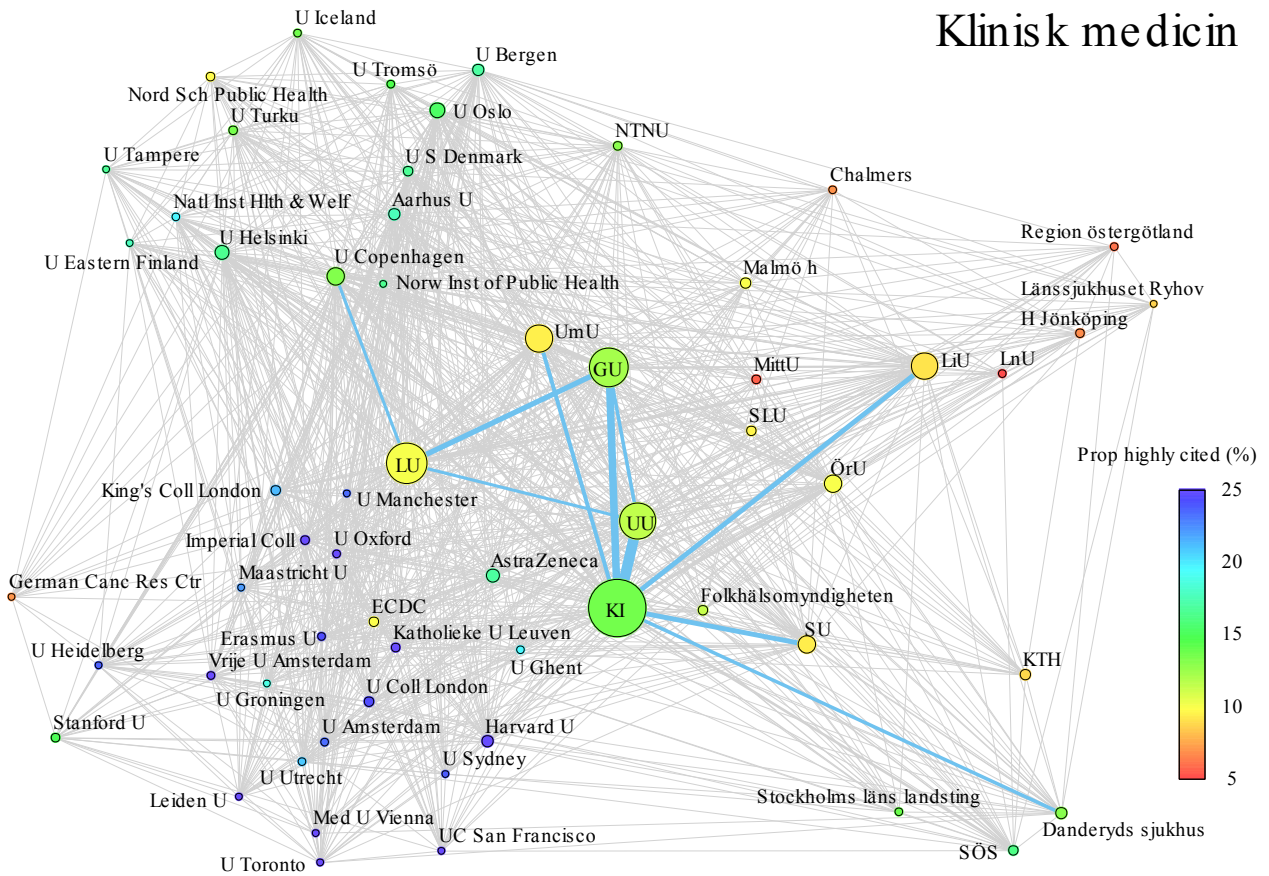 Klinisk medicin
U Iceland
U Bergen
U Tromsö
Nord Sch Public Health
U Oslo
U Turku
NTNU
U Tampere
U S Denmark
Chalmers
Natl Inst Hlth & Welf
Aarhus U
Region östergötland
U Helsinki
U Copenhagen
U Eastern Finland
Malmö h
Norw Inst of Public Health
Länssjukhuset Ryhov
H Jönköping
UmU
GU
MittU
LiU
LnU
SLU
Prop highly cited (%)
LU
ÖrU
King's Coll London
U Manchester
25
UU
Imperial Coll
U Oxford
AstraZeneca
20
Maastricht U
German Canc Res Ctr
Folkhälsomyndigheten
ECDC
KI
SU
15
Erasmus U
Katholieke U Leuven
U Heidelberg
Vrije U Amsterdam
U Ghent
KTH
U Groningen
U Coll London
10
Stanford U
U Amsterdam
Harvard U
U Sydney
U Utrecht
5
Leiden U
Stockholms läns landsting
Med U Vienna
UC San Francisco
Danderyds sjukhus
U Toronto
SÖS